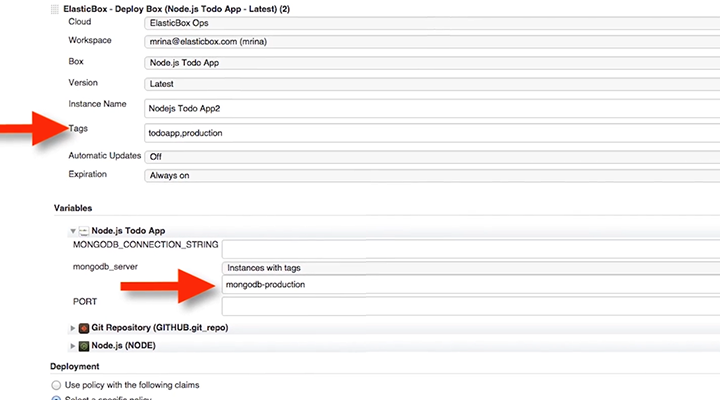 ElasticBox - Deploy Box (Node.js Todo App - Latest) (2)
Cloud ElasticBox Ops
Workspace mrina@elasticbox.com (mrina)
Box Node.js Todo App
Version Latest
Instance Name Nodejs Todo App2
Tags todoapp,production
Automatic Updates Off
Expiration Always on
Variables
Node.js Todo App
MONGODB_CONNECTION_STRING
mongodb_server Instances with tags
mongodb-production
PORT
Git Repository (GITHUB.git_repo)
Node.js (NODE)
Deployment
Use policy with the following claims
Select a specific policy